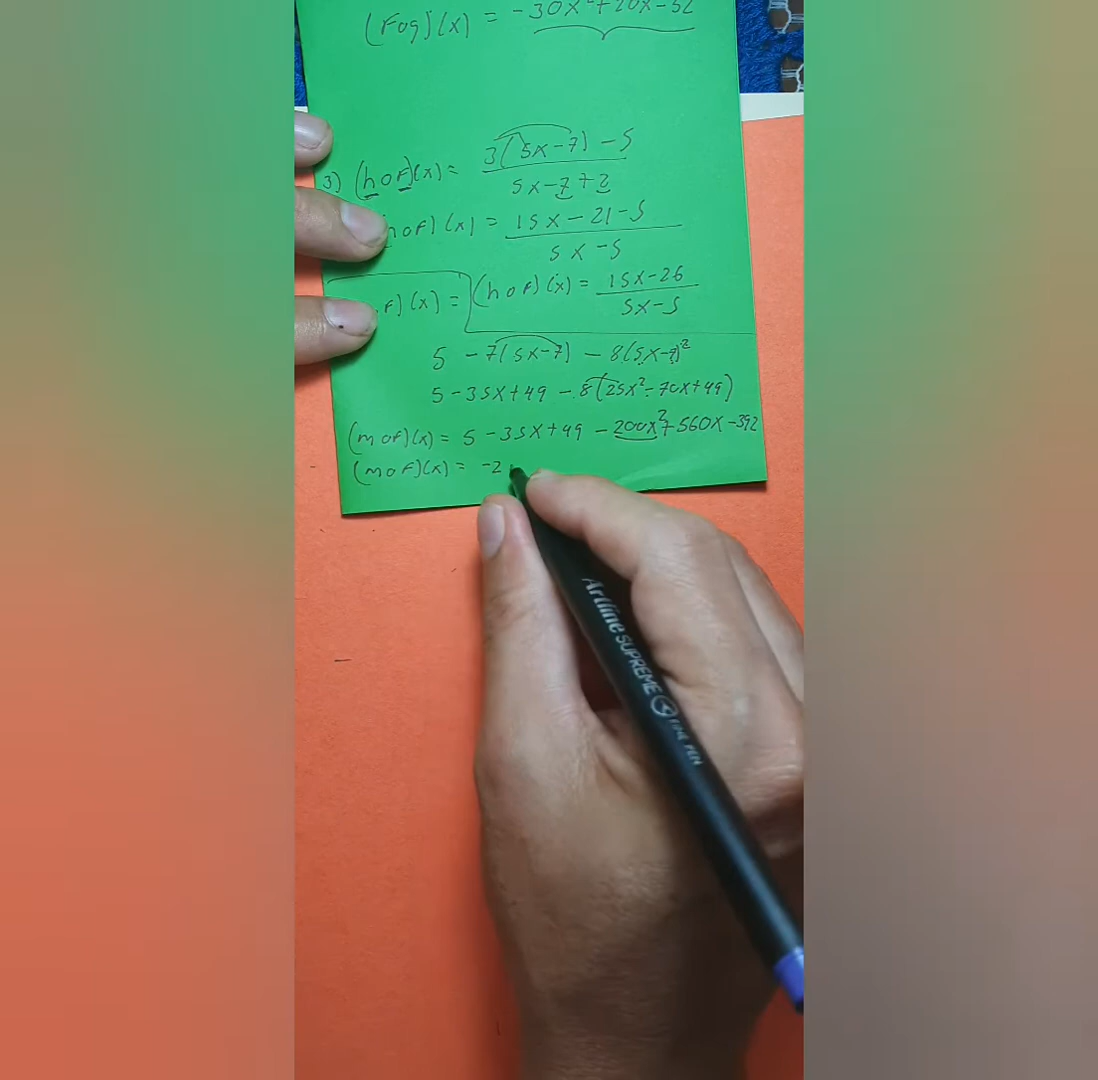 (Fog)(x) = -30x²+20x-52
3) (hoF)(x)= 3(5x-7)-5
5x-7+2
hoF)(x) = 15x-21-5
5x-5
F)(x) = (hoF)(x) = 15x-26
5x-5
5 -7(5x-7) -8(5x-7)²
5-35x+49 -8(25x²-70x+49)
(moF)(x) = 5-35x+49-200x²+560x-392
(moF)(x) = -2
Artline SUPREME FINE PEN